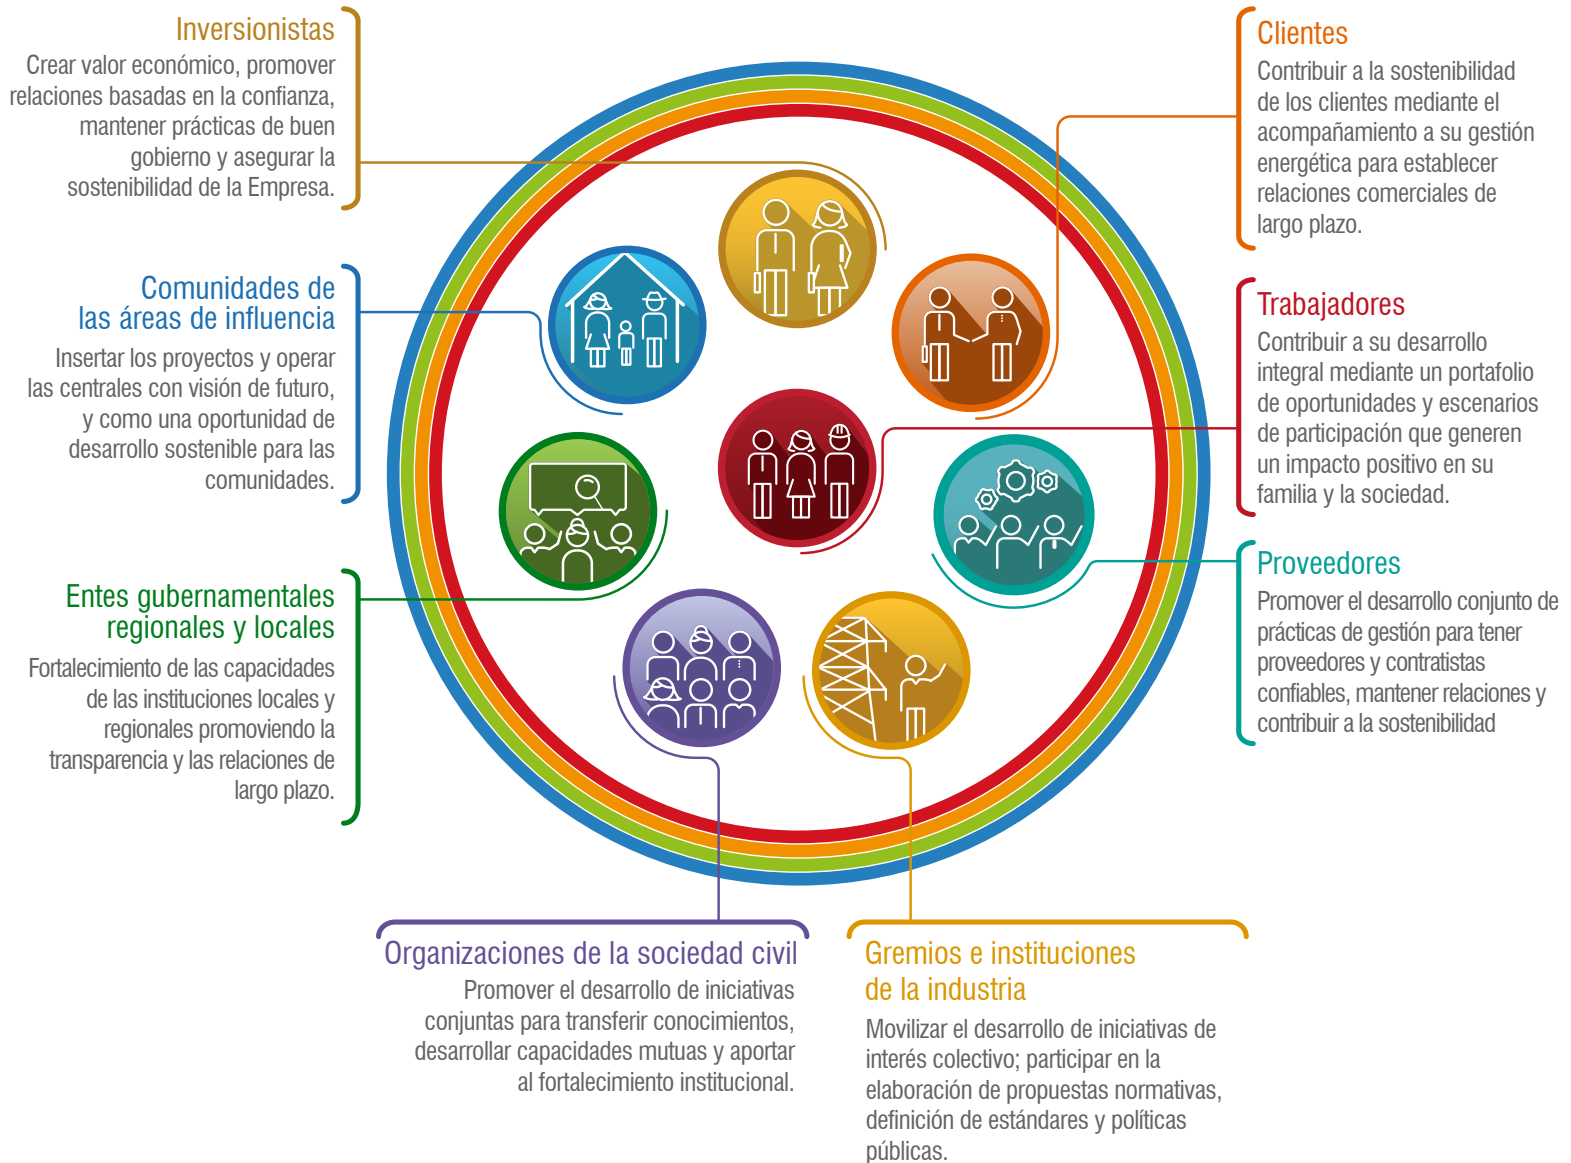 Inversionistas
Crear valor económico, promover
relaciones basadas en la confianza,
mantener prácticas de buen
gobierno y asegurar la
sostenibilidad de la Empresa.
Comunidades de
las áreas de influencia
Insertar los proyectos y operar
las centrales con visión de futuro,
y como una oportunidad de
desarrollo sostenible para las
comunidades.
Entes gubernamentales
regionales y locales
Fortalecimiento de las capacidades
de las instituciones locales y
regionales promoviendo la
transparencia y las relaciones de
largo plazo.
Clientes
Contribuir a la sostenibilidad
de los clientes mediante el
acompañamiento a su gestión
energética para establecer
relaciones comerciales de
largo plazo.
Trabajadores
Contribuir a su desarrollo
integral mediante un portafolio
de oportunidades y escenarios
de participación que generen
un impacto positivo en su
familia y la sociedad.
Proveedores
Promover el desarrollo conjunto de
prácticas de gestión para tener
proveedores y contratistas
confiables, mantener relaciones y
contribuir a la sostenibilidad
Organizaciones de la sociedad civil
Promover el desarrollo de iniciativas
conjuntas para transferir conocimientos,
desarrollar capacidades mutuas y aportar
al fortalecimiento institucional.
Gremios e instituciones
de la industria
Movilizar el desarrollo de iniciativas de
interés colectivo; participar en la
elaboración de propuestas normativas,
definición de estándares y políticas
públicas.